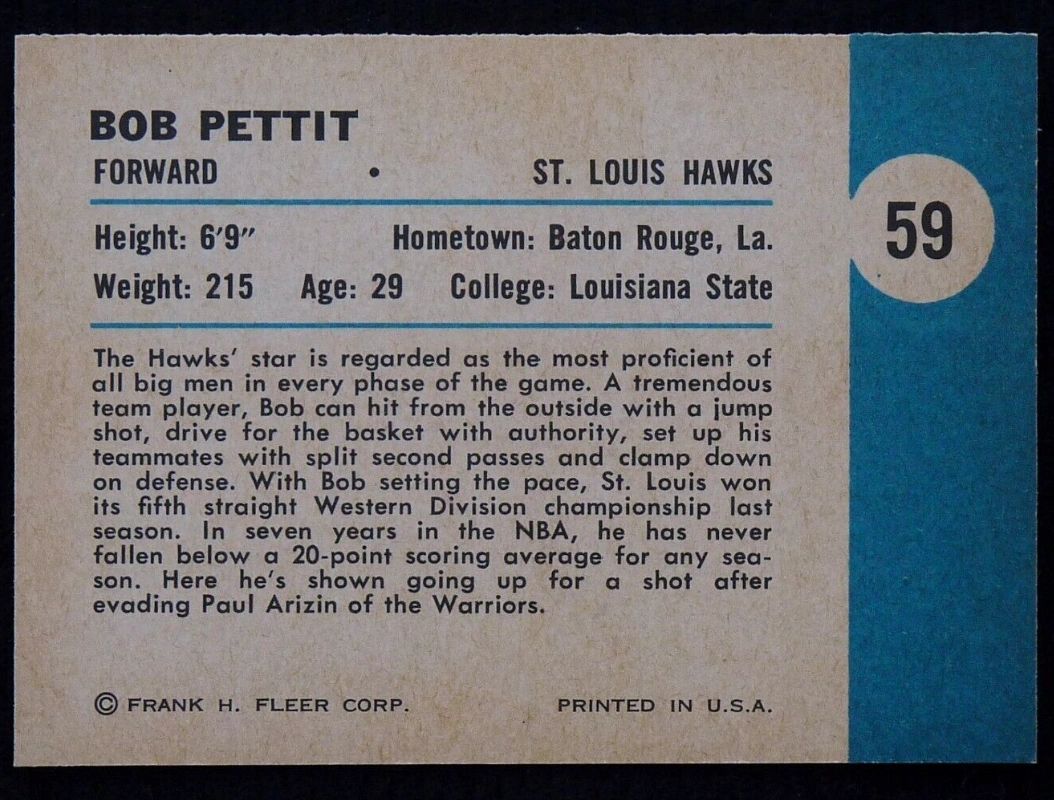 BOB PETTIT
FORWARD • ST. LOUIS HAWKS
59
Height: 6′9″ Hometown: Baton Rouge, La.
Weight: 215 Age: 29 College: Louisiana State
The Hawks' star is regarded as the most proficient of
all big men in every phase of the game. A tremendous
team player, Bob can hit from the outside with a jump
shot, drive for the basket with authority, set up his
teammates with split second passes and clamp down
on defense. With Bob setting the pace, St. Louis won
its fifth straight Western Division championship last
season. In seven years in the NBA, he has never
fallen below a 20-point scoring average for any sea-
son. Here he's shown going up for a shot after
evading Paul Arizin of the Warriors.
© FRANK H. FLEER CORP. PRINTED IN U.S.A.